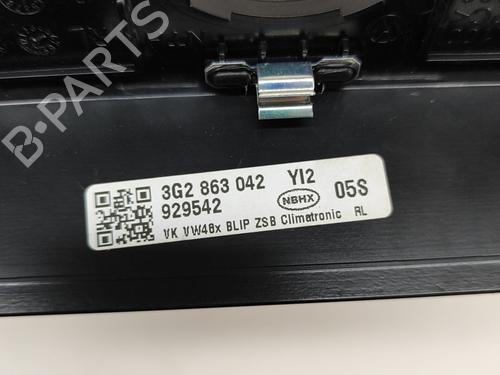 B-PARTS
3G2 863 042 YI2
929542 NBHX 05S
VK VW48x BLIP ZSB Climatronic RL